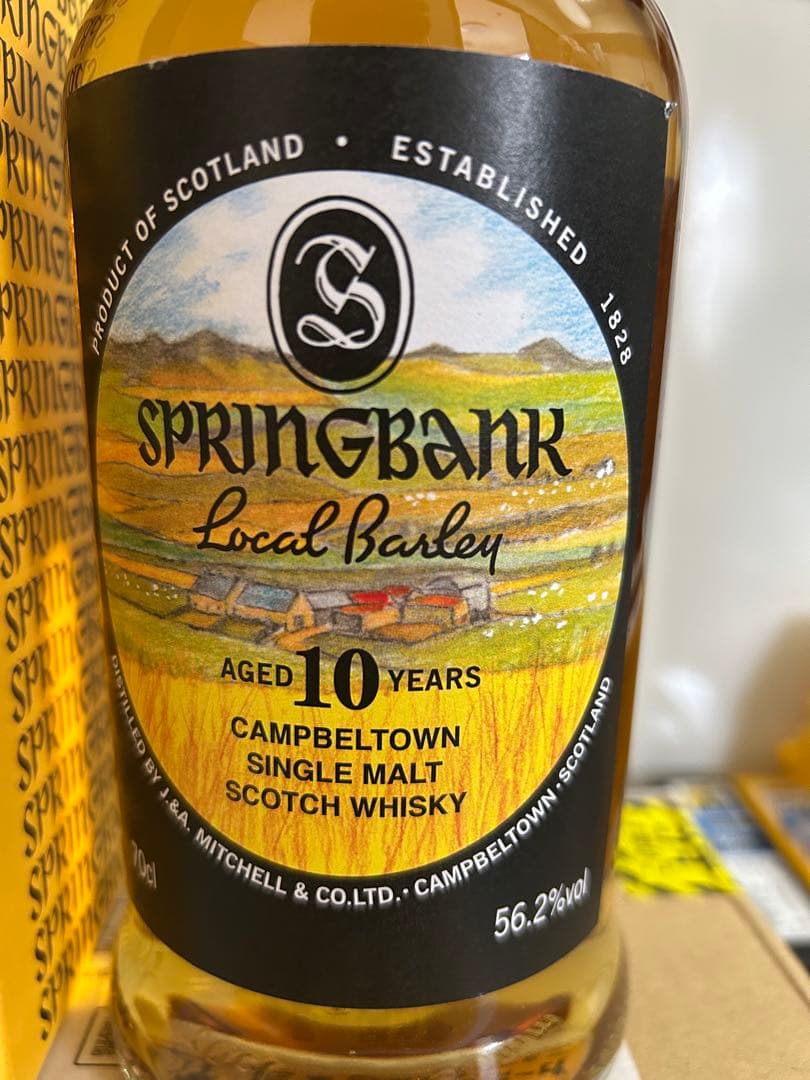 PRODUCT OF SCOTLAND • ESTABLISHED 1828
S
SPRINGBANK
Local Barley
AGED 10 YEARS
CAMPBELTOWN
SINGLE MALT
SCOTCH WHISKY
DISTILLED BY J.&A. MITCHELL & CO.LTD. • CAMPBELTOWN • SCOTLAND
70cl
56.2%vol